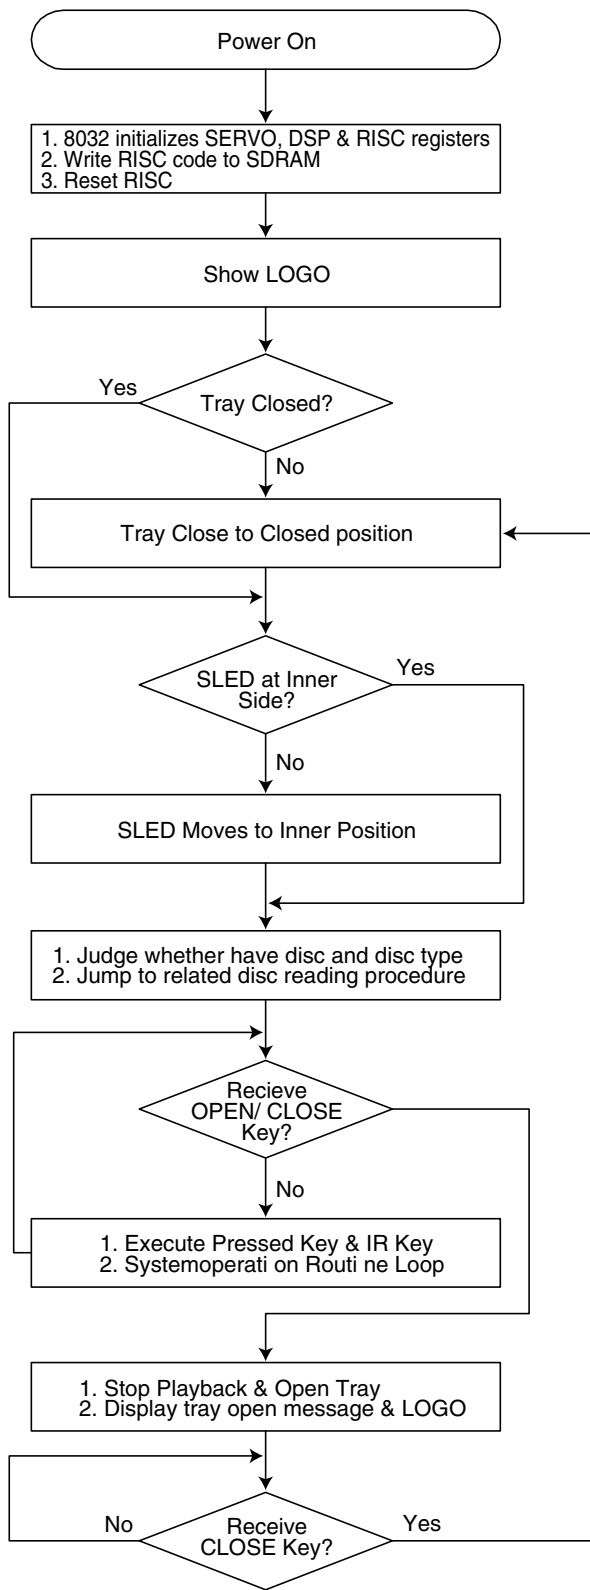 Power On
1. 8032 initializes SERVO, DSP & RISC registers
2. Write RISC code to SDRAM
3. Reset RISC
Show LOGO
Yes
Tray Closed?
No
Tray Close to Closed position
SLED at Inner
Side?
Yes
No
SLED Moves to Inner Position
1. Judge whether have disc and disc type
2. Jump to related disc reading procedure
Recieve
OPEN/ CLOSE
Key?
No
1. Execute Pressed Key & IR Key
2. Systemoperati on Routi ne Loop
1. Stop Playback & Open Tray
2. Display tray open message & LOGO
No
Receive
CLOSE Key?
Yes